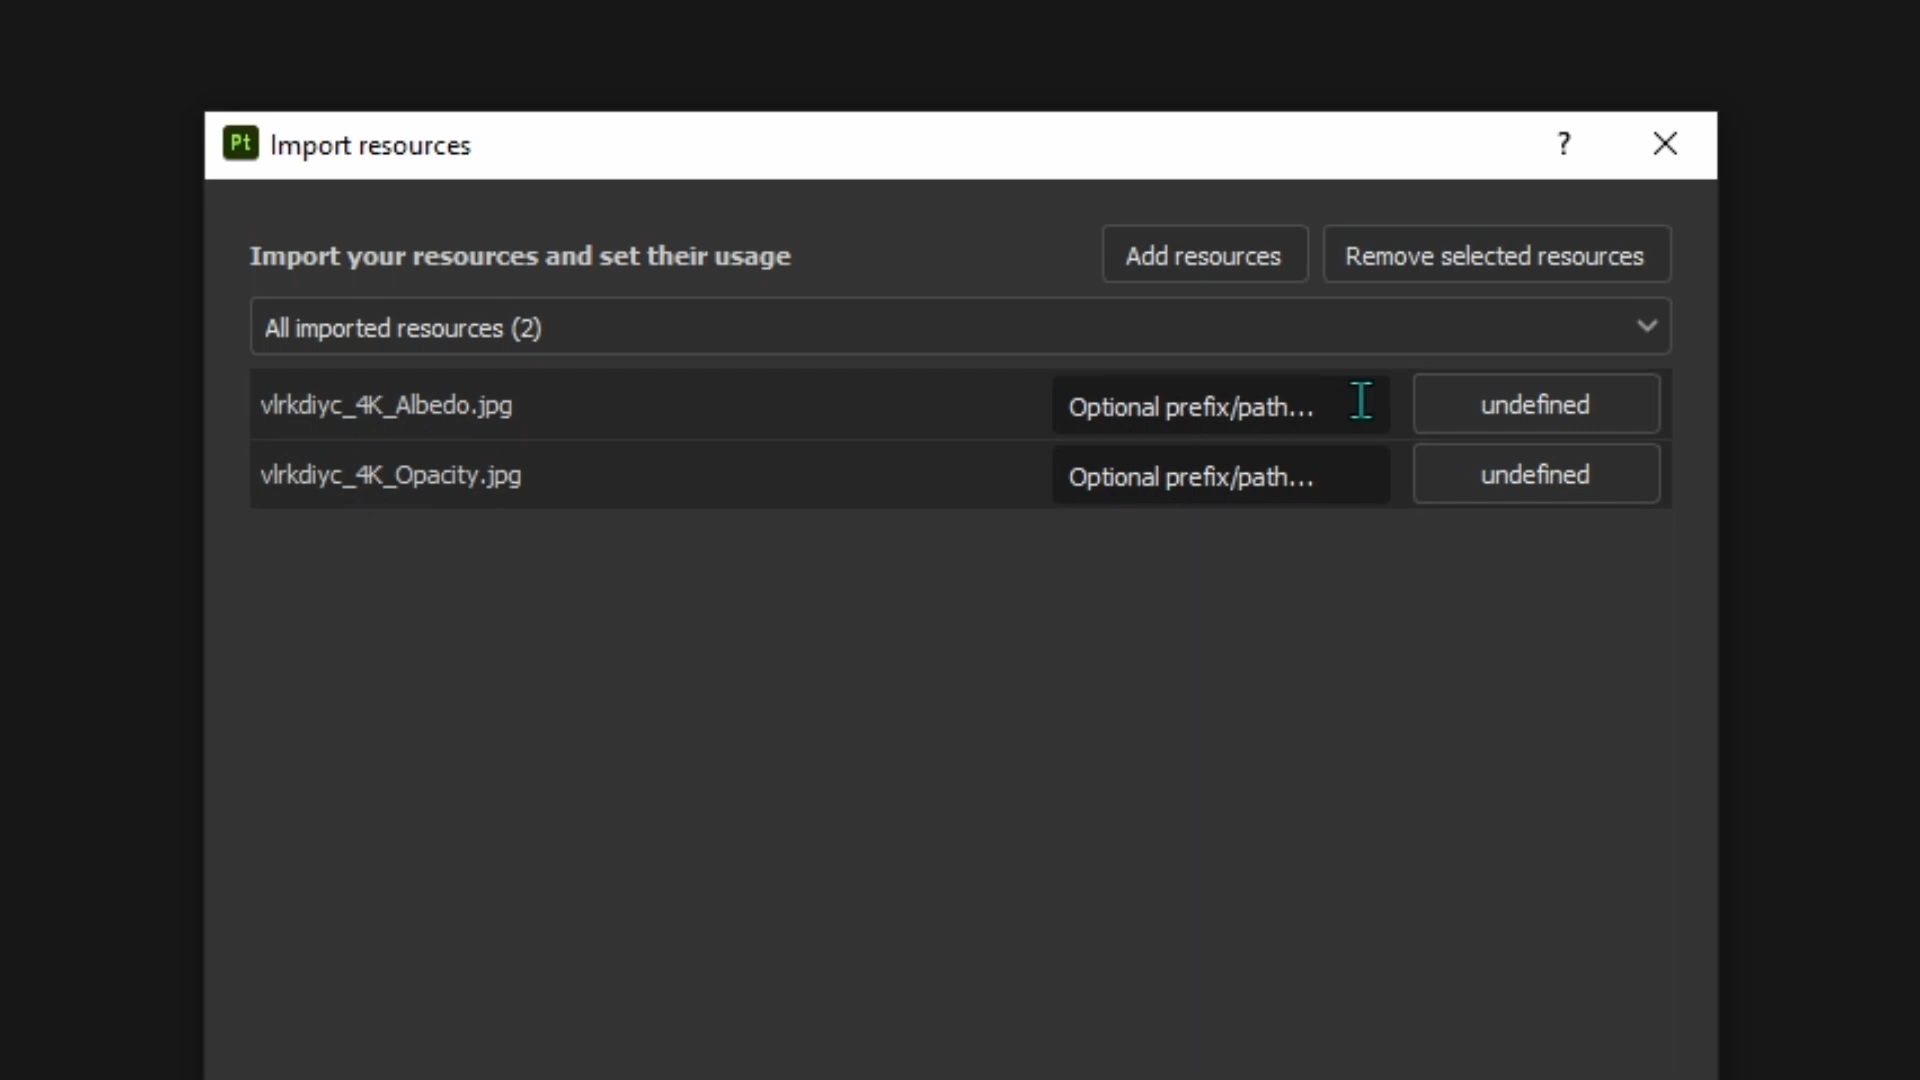 Pt Import resources ?
Import your resources and set their usage Add resources Remove selected resources
All imported resources (2)
vlrkdiyc_4K_Albedo.jpg Optional prefix/path... undefined
vlrkdiyc_4K_Opacity.jpg Optional prefix/path... undefined